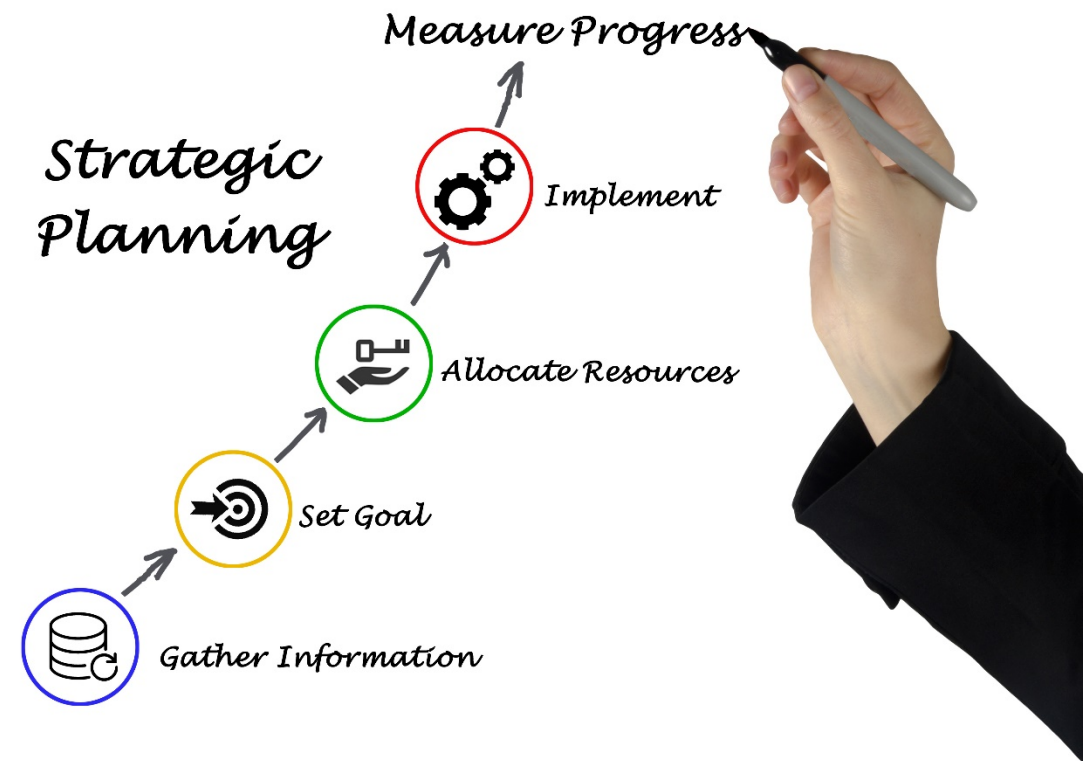 Measure Progress
Strategic
Planning
Implement
Allocate Resources
Set Goal
Gather Information